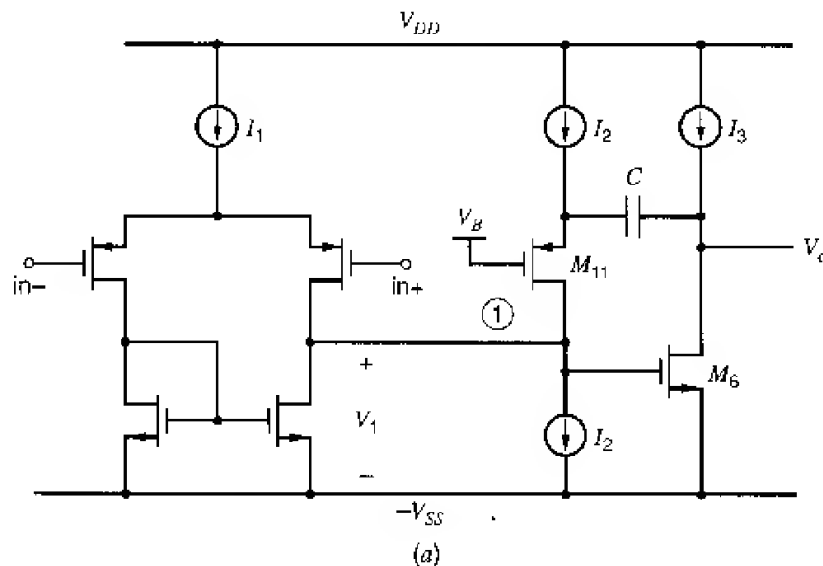 V_DD
I_1
I_2
I_3
C
V_B
M_11
V_o
in−
in+
1
+
V_1
−
M_6
I_2
−V_SS
(a)